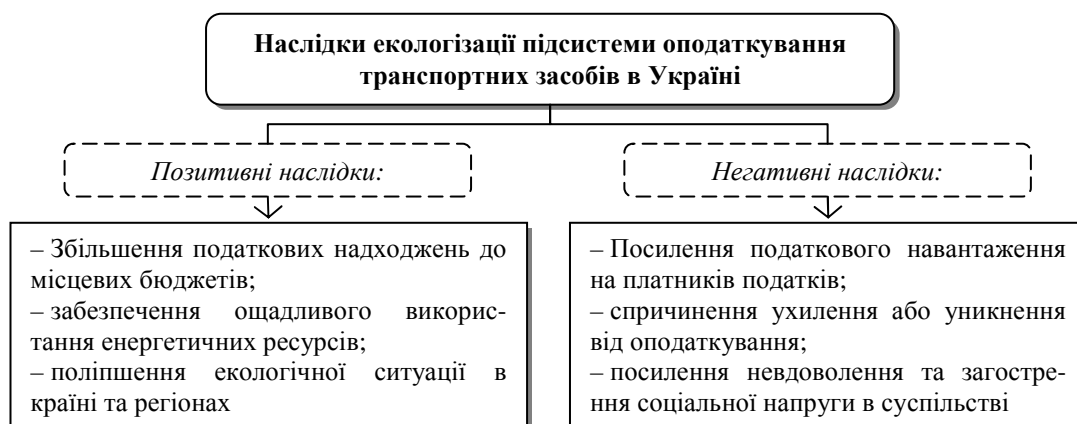 Наслідки екологізації підсистеми оподаткування
транспортних засобів в Україні
Позитивні наслідки:
Негативні наслідки:
– Збільшення податкових надходжень до
місцевих бюджетів;
– забезпечення ощадливого викорис-
тання енергетичних ресурсів;
– поліпшення екологічної ситуації в
країні та регіонах
– Посилення податкового навантаження
на платників податків;
– спричинення ухилення або уникнення
від оподаткування;
– посилення невдоволення та загостре-
ння соціальної напруги в суспільстві